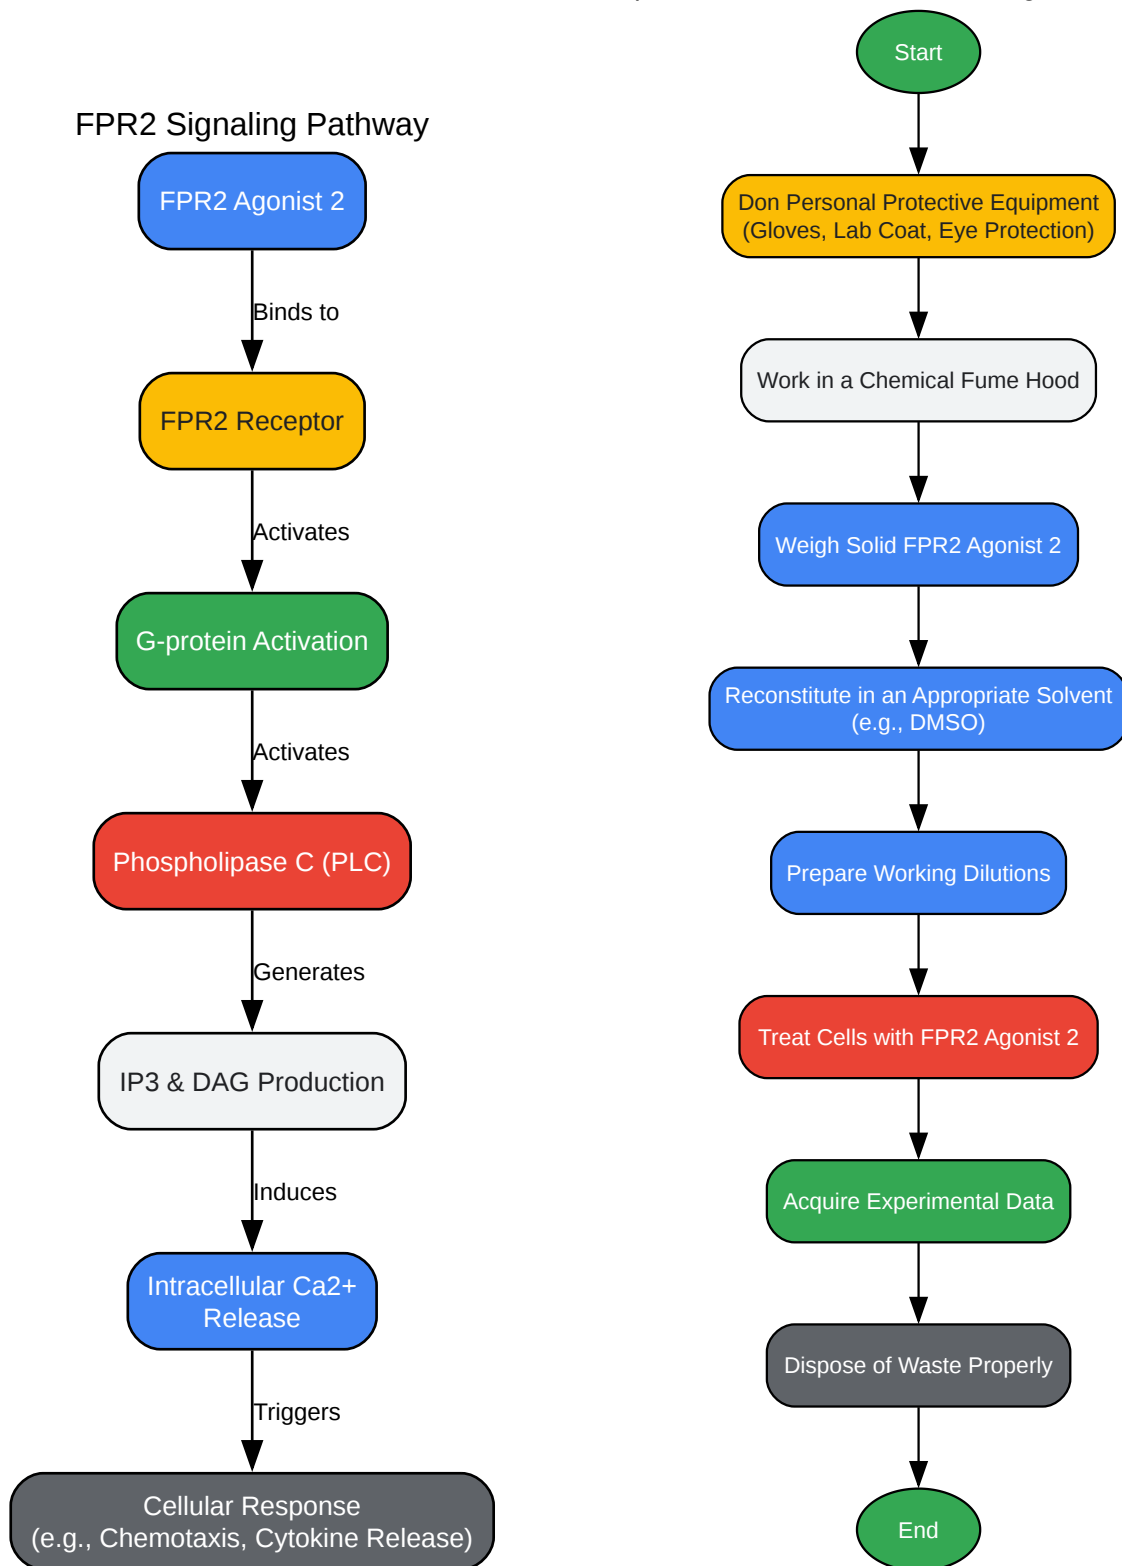 FPR2 Signaling Pathway
FPR2 Agonist 2
Binds to
FPR2 Receptor
Activates
G-protein Activation
Activates
Phospholipase C (PLC)
Generates
IP3 & DAG Production
Induces
Intracellular Ca2+
Release
Triggers
Cellular Response
(e.g., Chemotaxis, Cytokine Release)
Start
Don Personal Protective Equipment
(Gloves, Lab Coat, Eye Protection)
Work in a Chemical Fume Hood
Weigh Solid FPR2 Agonist 2
Reconstitute in an Appropriate Solvent
(e.g., DMSO)
Prepare Working Dilutions
Treat Cells with FPR2 Agonist 2
Acquire Experimental Data
Dispose of Waste Properly
End